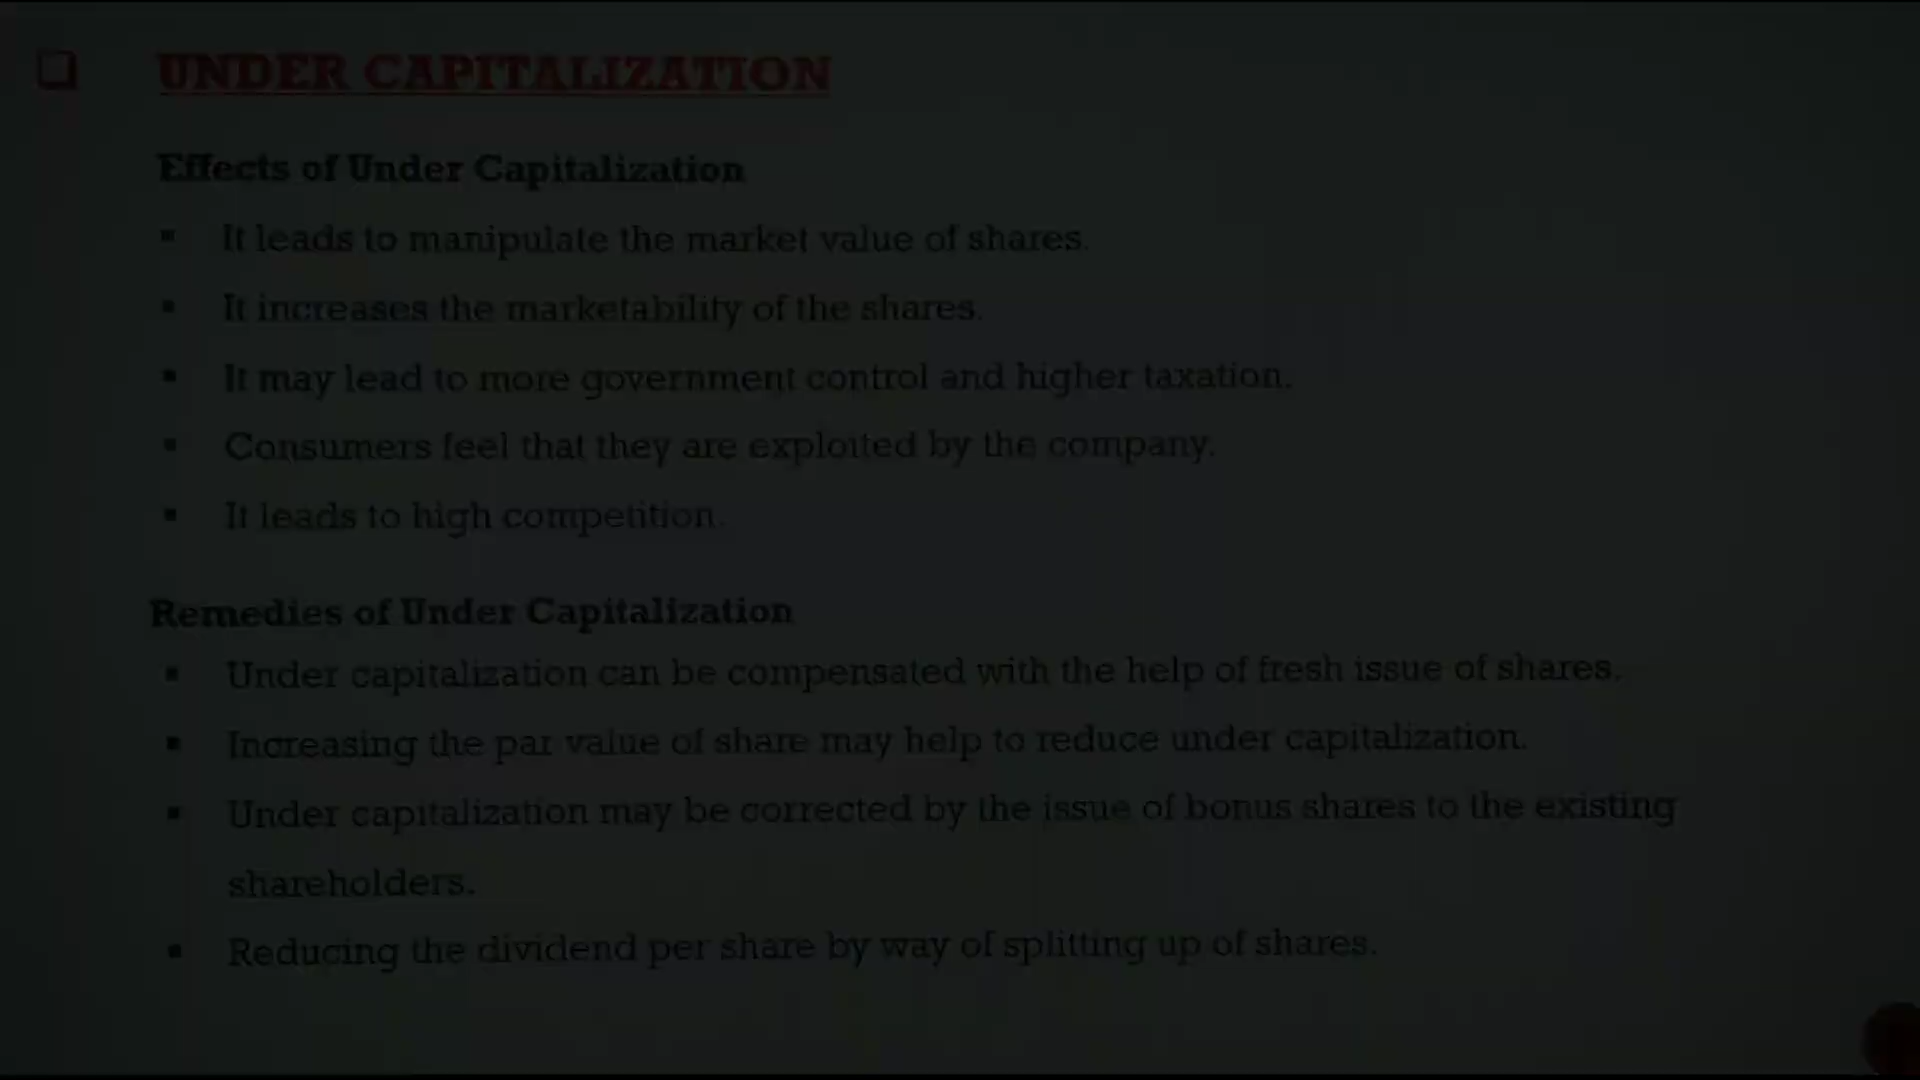 UNDER CAPITALIZATION
Effects of Under Capitalization
It leads to manipulate the market value of shares.
It increases the marketability of the shares.
It may lead to more government control and higher taxation.
Consumers feel that they are exploited by the company.
It leads to high competition.
Remedies of Under Capitalization
Under capitalization can be compensated with the help of fresh issue of shares.
Increasing the par value of share may help to reduce under capitalization.
Under capitalization may be corrected by the issue of bonus shares to the existing
shareholders.
Reducing the dividend per share by way of splitting up of shares.